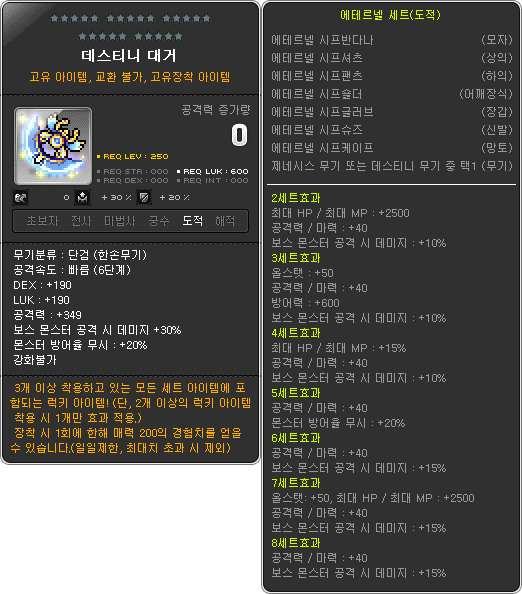 데스티니 대거
고유 아이템, 교환 불가, 고유장착 아이템
공격력 증가량
0
REQ LEV : 250
REQ STR : 000 REQ LUK : 600
REQ DEX : 000 REQ INT : 000
0 +30 % +20 %
초보자 전사 마법사 궁수 도적 해적
무기분류 : 단검 (한손무기)
공격속도 : 빠름 (6단계)
DEX : +190
LUK : +190
공격력 : +349
보스 몬스터 공격 시 데미지 +30%
몬스터 방어율 무시 : +20%
강화불가
3개 이상 착용하고 있는 모든 세트 아이템에 포
함되는 럭키 아이템! (단, 2개 이상의 럭키 아이템
착용 시 1개만 효과 적용.)
장착 시 1회에 한해 매력 200의 경험치를 얻을
수 있습니다.(일일제한, 최대치 초과 시 제외)
에테르넬 세트(도적)
에테르넬 시프반다나 (모자)
에테르넬 시프셔츠 (상의)
에테르넬 시프팬츠 (하의)
에테르넬 시프숄더 (어깨장식)
에테르넬 시프글러브 (장갑)
에테르넬 시프슈즈 (신발)
에테르넬 시프케이프 (망토)
제네시스 무기 또는 데스티니 무기 중 택1 (무기)
2세트효과
최대 HP / 최대 MP : +2500
공격력 / 마력 : +40
보스 몬스터 공격 시 데미지 : +10%
3세트효과
올스탯 : +50
공격력 / 마력 : +40
방어력 : +600
보스 몬스터 공격 시 데미지 : +10%
4세트효과
최대 HP / 최대 MP : +15%
공격력 / 마력 : +40
보스 몬스터 공격 시 데미지 : +10%
5세트효과
공격력 / 마력 : +40
몬스터 방어율 무시 : +20%
6세트효과
공격력 / 마력 : +40
보스 몬스터 공격 시 데미지 : +15%
7세트효과
올스탯: +50, 최대 HP / 최대 MP : +2500
공격력 / 마력 : +40
보스 몬스터 공격 시 데미지 : +15%
8세트효과
공격력 / 마력 : +40
보스 몬스터 공격 시 데미지 : +15%